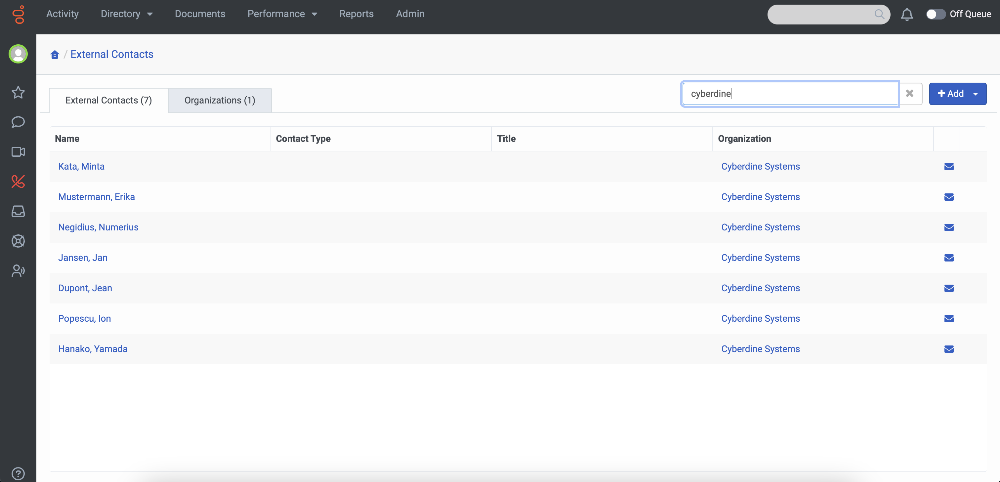 Activity Directory Documents Performance Reports Admin Off Queue
/ External Contacts
External Contacts (7) Organizations (1) cyberdine Add
Name Contact Type Title Organization
Kata, Minta Cyberdine Systems
Mustermann, Erika Cyberdine Systems
Negidius, Numerius Cyberdine Systems
Jansen, Jan Cyberdine Systems
Dupont, Jean Cyberdine Systems
Popescu, Ion Cyberdine Systems
Hanako, Yamada Cyberdine Systems